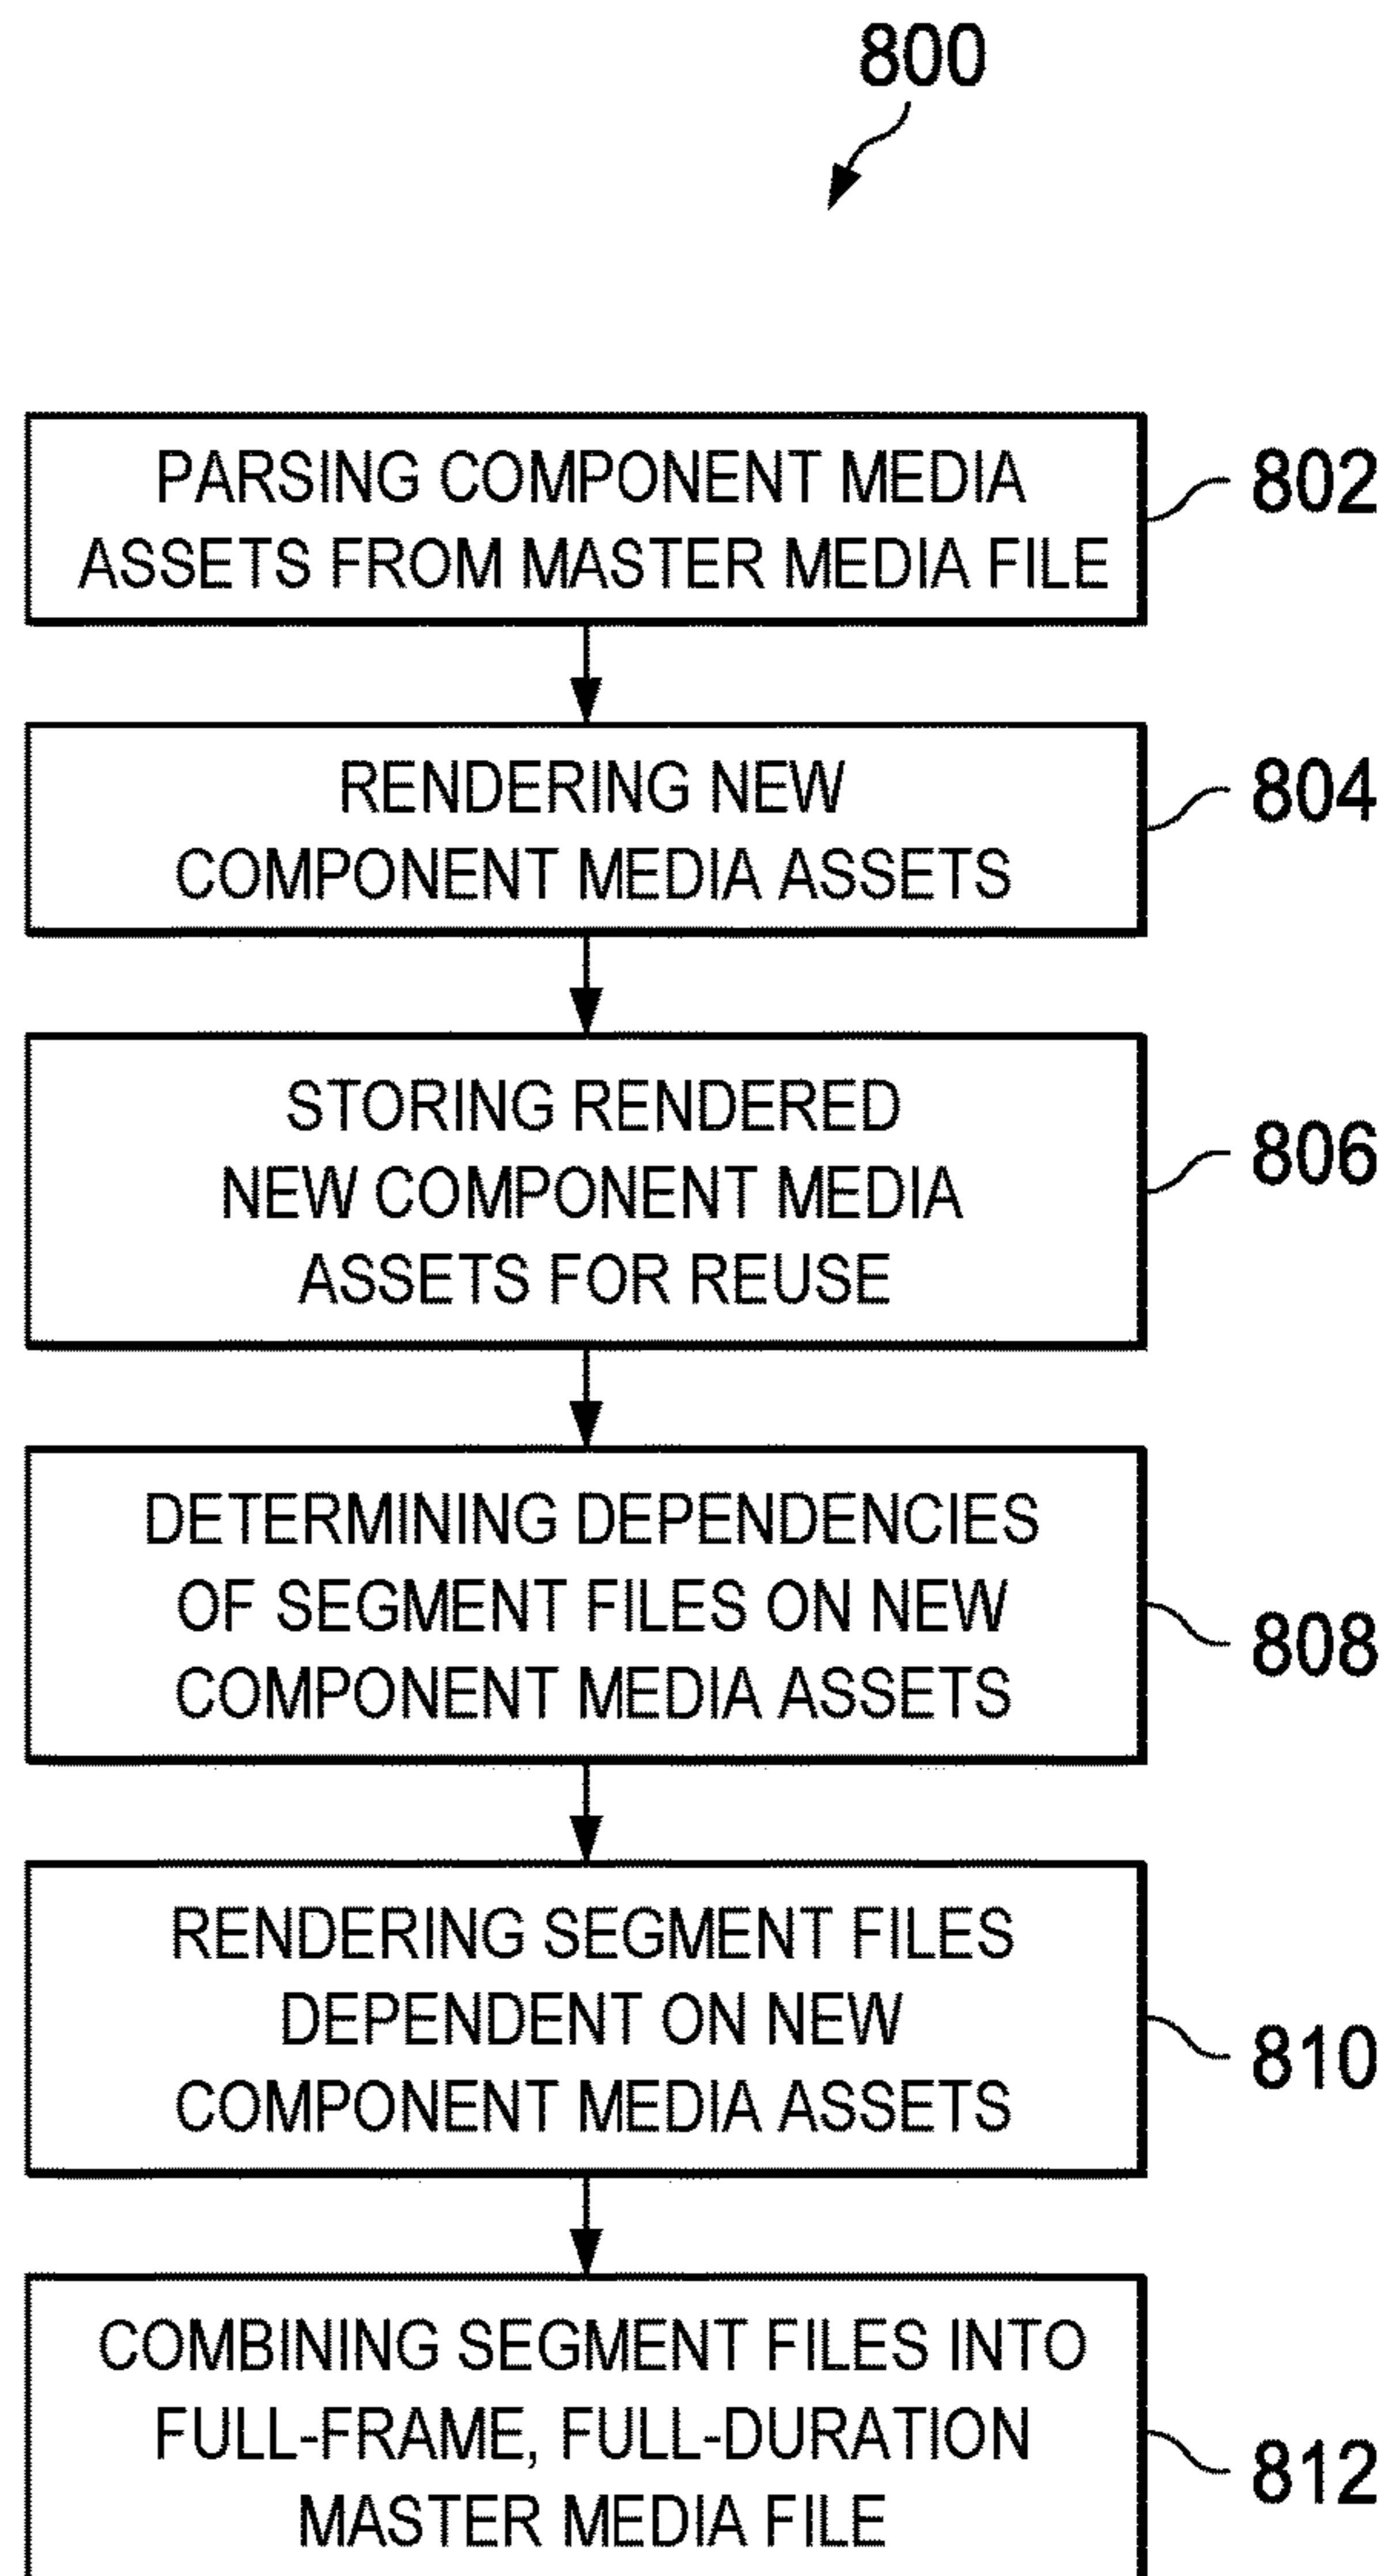 800
PARSING COMPONENT MEDIA
ASSETS FROM MASTER MEDIA FILE
802
RENDERING NEW
COMPONENT MEDIA ASSETS
804
STORING RENDERED
NEW COMPONENT MEDIA
ASSETS FOR REUSE
806
DETERMINING DEPENDENCIES
OF SEGMENT FILES ON NEW
COMPONENT MEDIA ASSETS
808
RENDERING SEGMENT FILES
DEPENDENT ON NEW
COMPONENT MEDIA ASSETS
810
COMBINING SEGMENT FILES INTO
FULL-FRAME, FULL-DURATION
MASTER MEDIA FILE
812